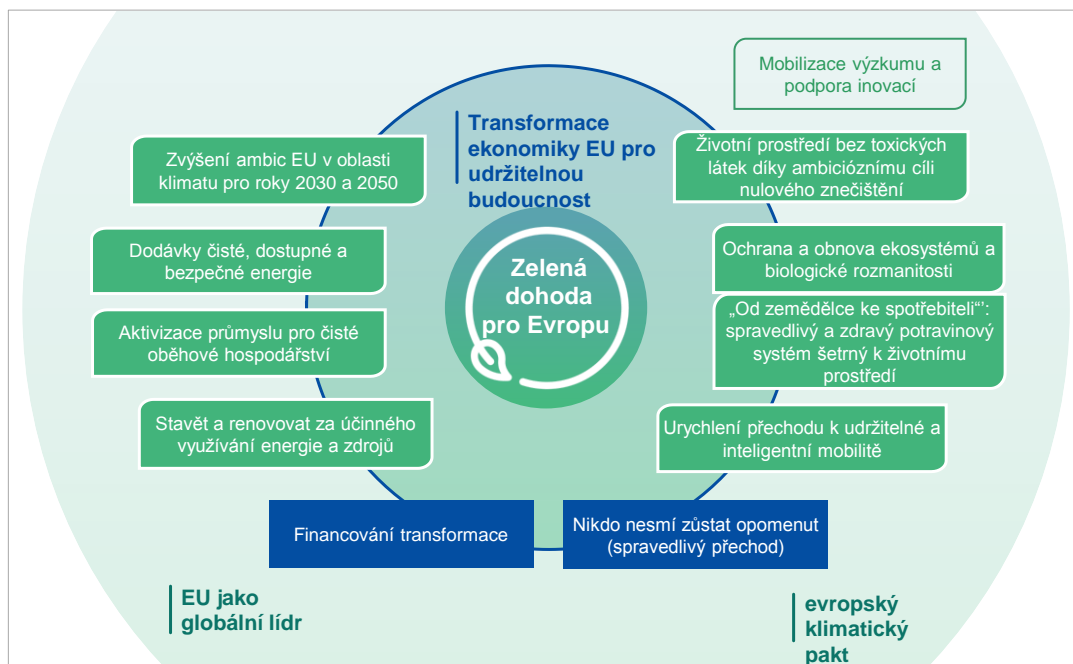 Mobilizace výzkumu a
podpora inovací
Transformace
ekonomiky EU pro
udržitelnou
budoucnost
Zvýšení ambic EU v oblasti
klimatu pro roky 2030 a 2050
Životní prostředí bez toxických
látek díky ambicióznímu cíli
nulového znečištění
Dodávky čisté, dostupné a
bezpečné energie
Zelená
dohoda
pro Evropu
Ochrana a obnova ekosystémů a
biologické rozmanitosti
Aktivizace průmyslu pro čisté
oběhové hospodářství
„Od zemědělce ke spotřebiteli“':
spravedlivý a zdravý potravinový
systém šetrný k životnímu
prostředí
Stavět a renovovat za účinného
využívání energie a zdrojů
Urychlení přechodu k udržitelné a
inteligentní mobilitě
Financování transformace
Nikdo nesmí zůstat opomenut
(spravedlivý přechod)
EU jako
globální lídr
evropský
klimatický
pakt